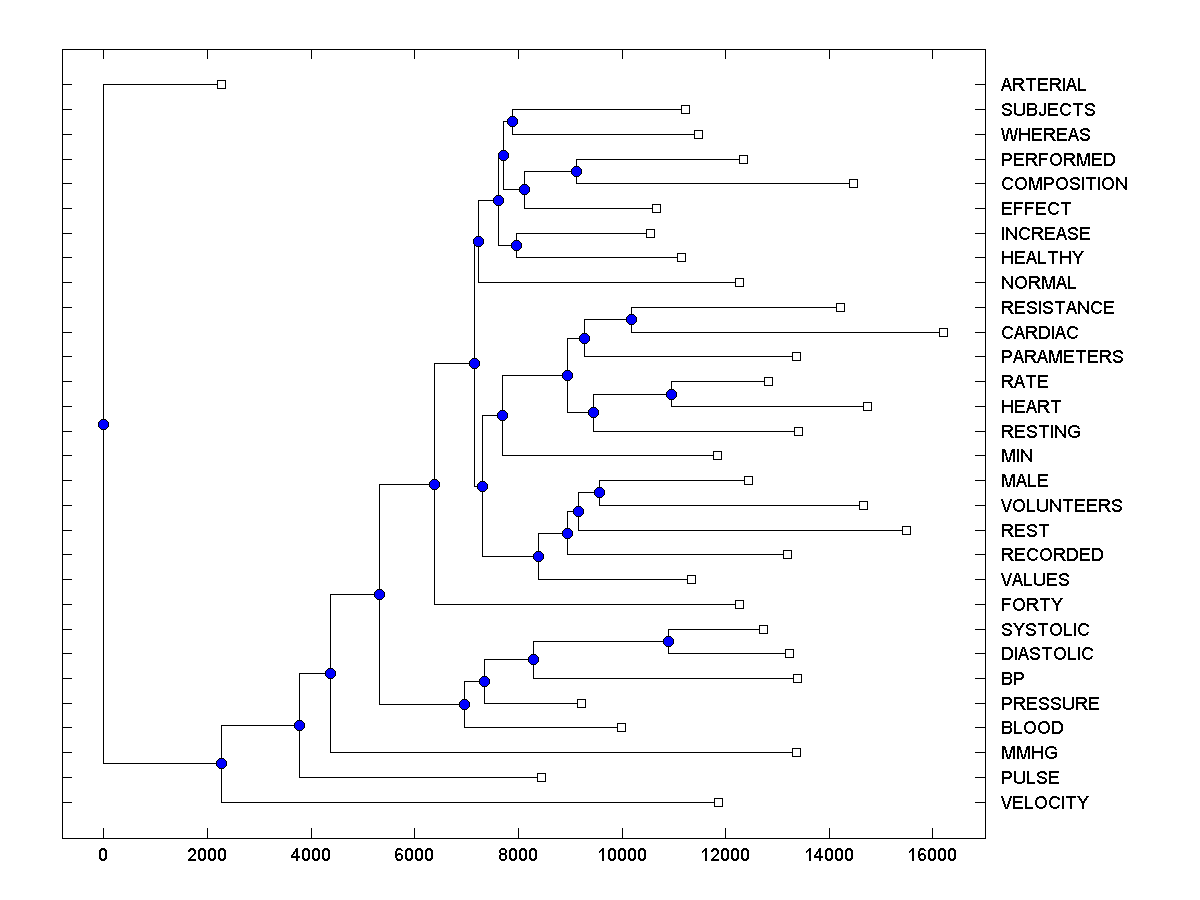 ARTERIAL
SUBJECTS
WHEREAS
PERFORMED
COMPOSITION
EFFECT
INCREASE
HEALTHY
NORMAL
RESISTANCE
CARDIAC
PARAMETERS
RATE
HEART
RESTING
MIN
MALE
VOLUNTEERS
REST
RECORDED
VALUES
FORTY
SYSTOLIC
DIASTOLIC
BP
PRESSURE
BLOOD
MMHG
PULSE
VELOCITY
0 2000 4000 6000 8000 10000 12000 14000 16000